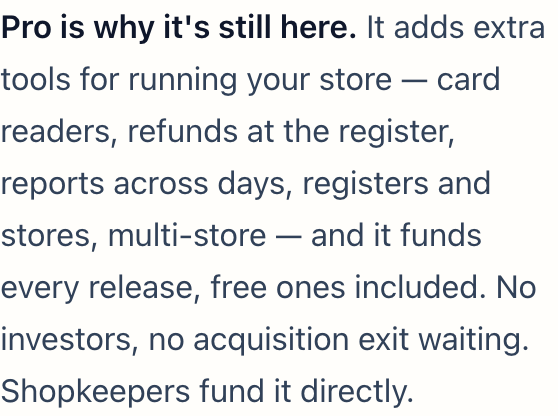 Pro is why it's still here. It adds extra
tools for running your store — card
readers, refunds at the register,
reports across days, registers and
stores, multi-store — and it funds
every release, free ones included. No
investors, no acquisition exit waiting.
Shopkeepers fund it directly.